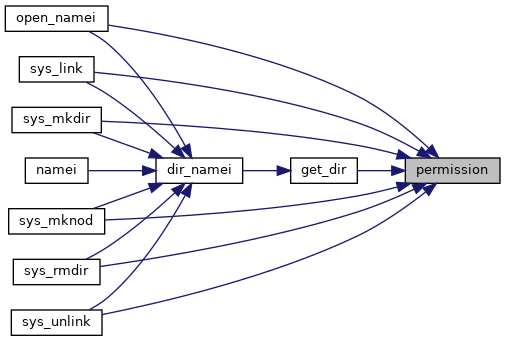 open_namei
sys_link
sys_mkdir
namei
dir_namei
get_dir
permission
sys_mknod
sys_rmdir
sys_unlink